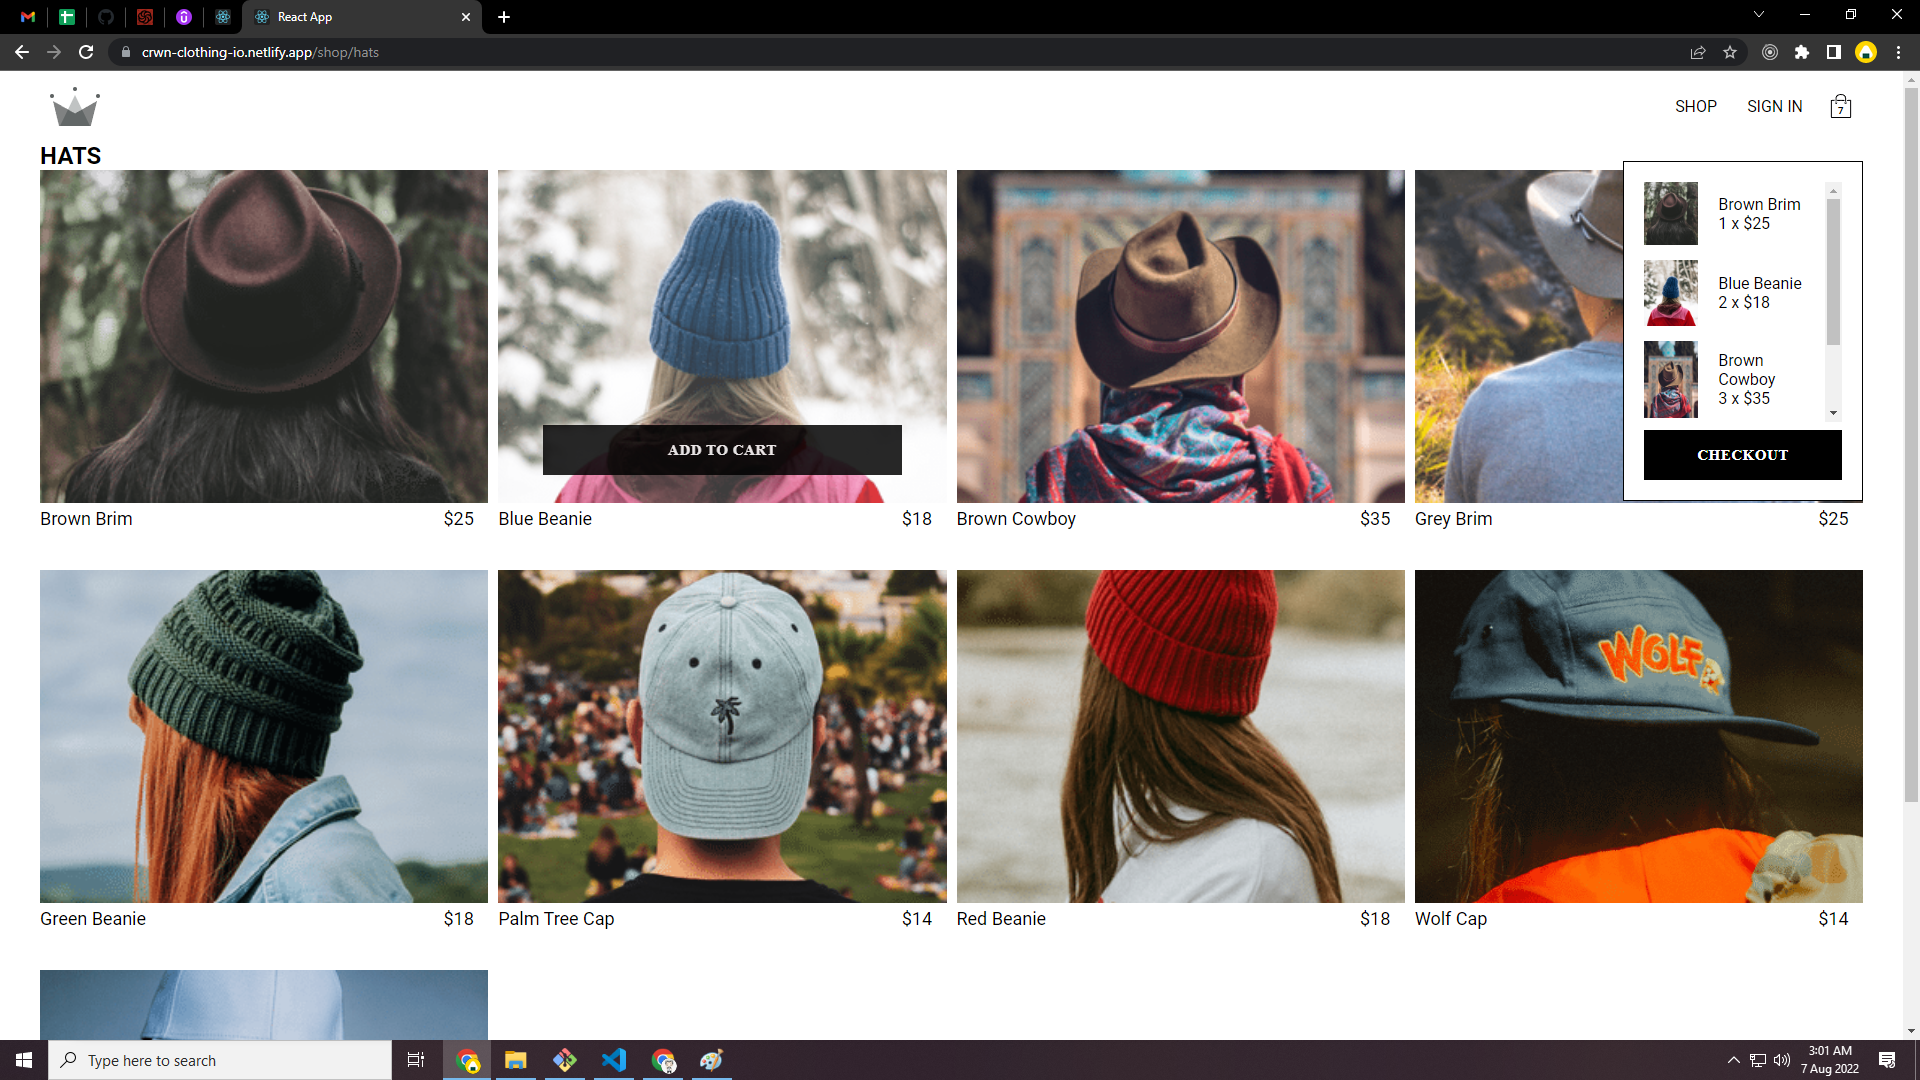 React App
crwn-clothing-io.netlify.app/shop/hats
SHOP
SIGN IN
7
HATS
Brown Brim
1 x $25
Blue Beanie
2 x $18
Brown
Cowboy
3 x $35
CHECKOUT
ADD TO CART
Brown Brim
$25
Blue Beanie
$18
Brown Cowboy
$35
Grey Brim
$25
WOLF
Green Beanie
$18
Palm Tree Cap
$14
Red Beanie
$18
Wolf Cap
$14
Type here to search
3:01 AM
7 Aug 2022